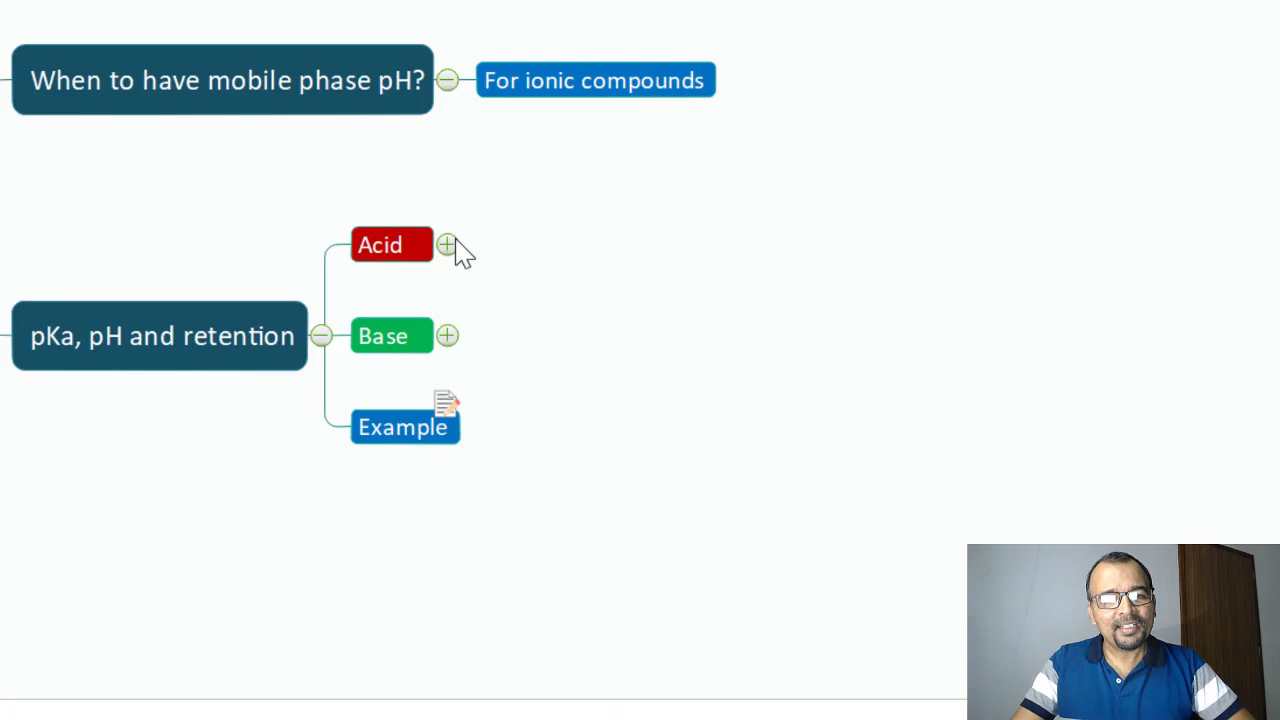 When to have mobile phase pH?
For ionic compounds
Acid
Base
pKa, pH and retention
Example